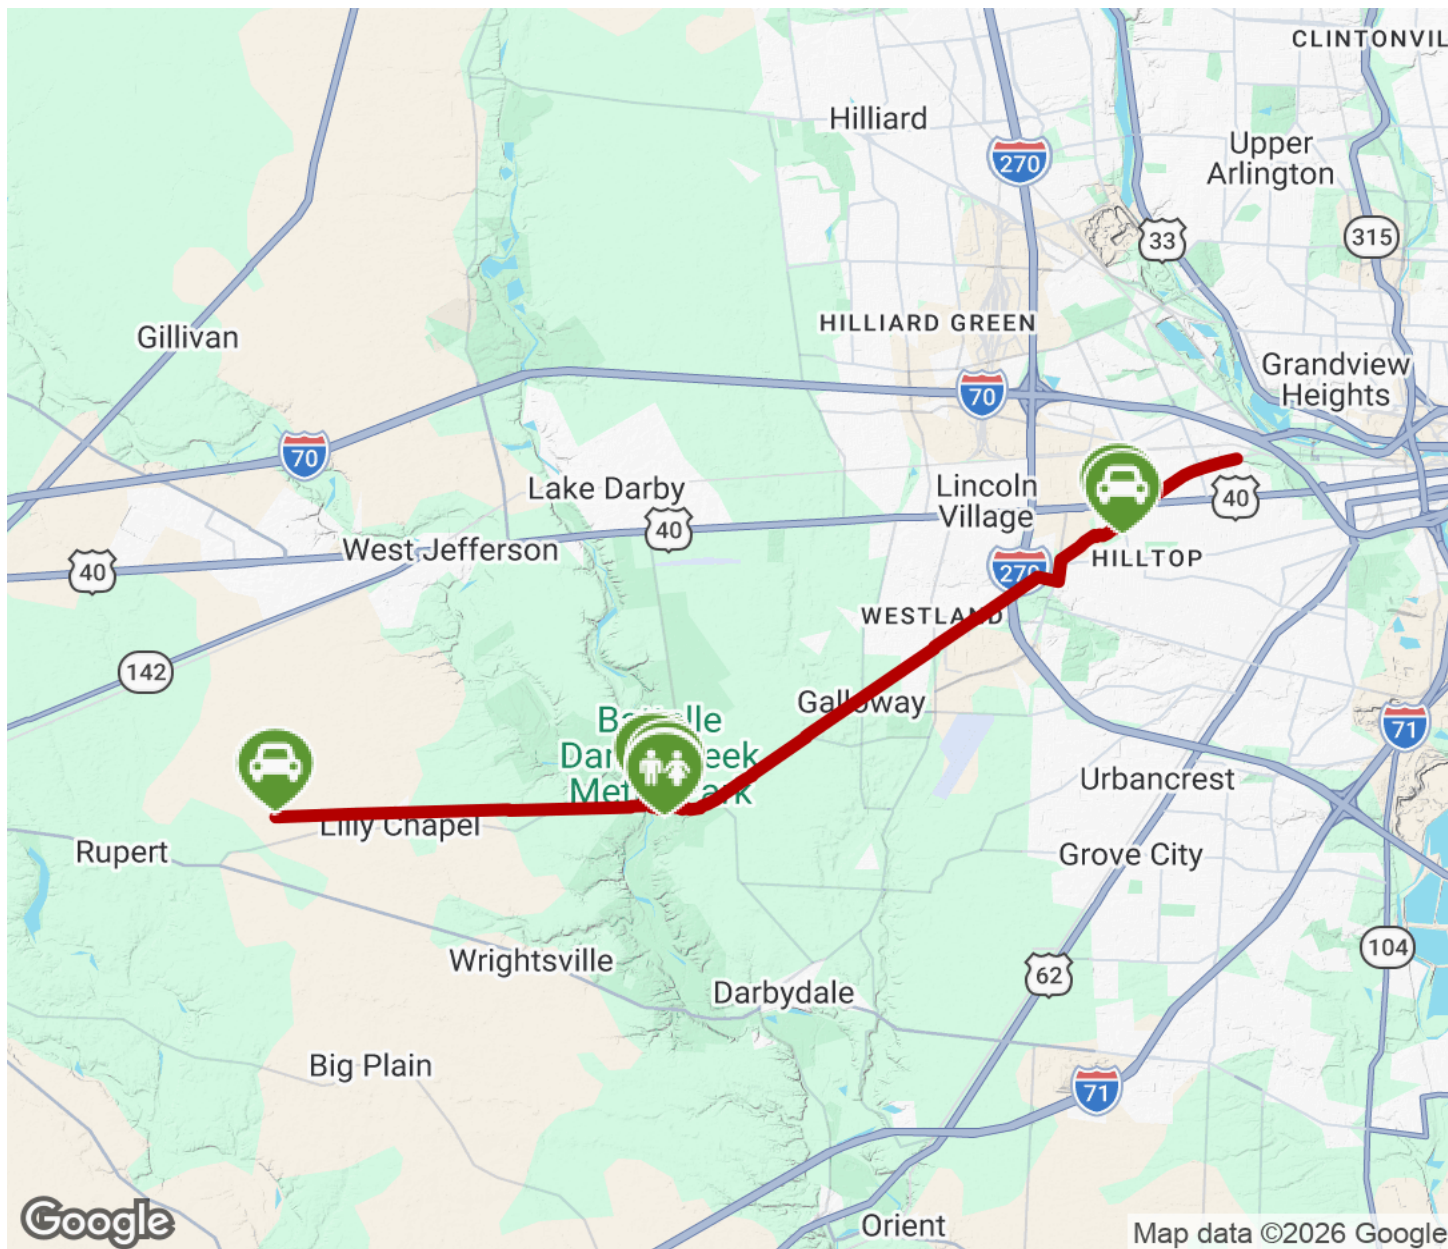 CLINTONVIL
Hilliard
270
Upper
Arlington
33
315
Gillivan
HILLIARD GREEN
Grandview
Heights
70
70
Lake Darby
Lincoln
Village
40
40
West Jefferson
HILLTOP
40
270
WESTLAND
142
Galloway
71
Urbancrest
Lilly Chapel
Rupert
Grove City
104
Wrightsville
62
Darbydale
Big Plain
71
Orient
Google
Map data ©2026 Google